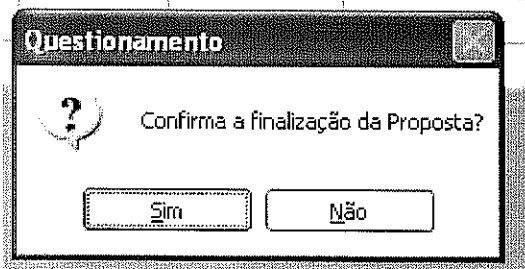 Questionamento
?
Confirma a finalização da Proposta?
Sim
Não